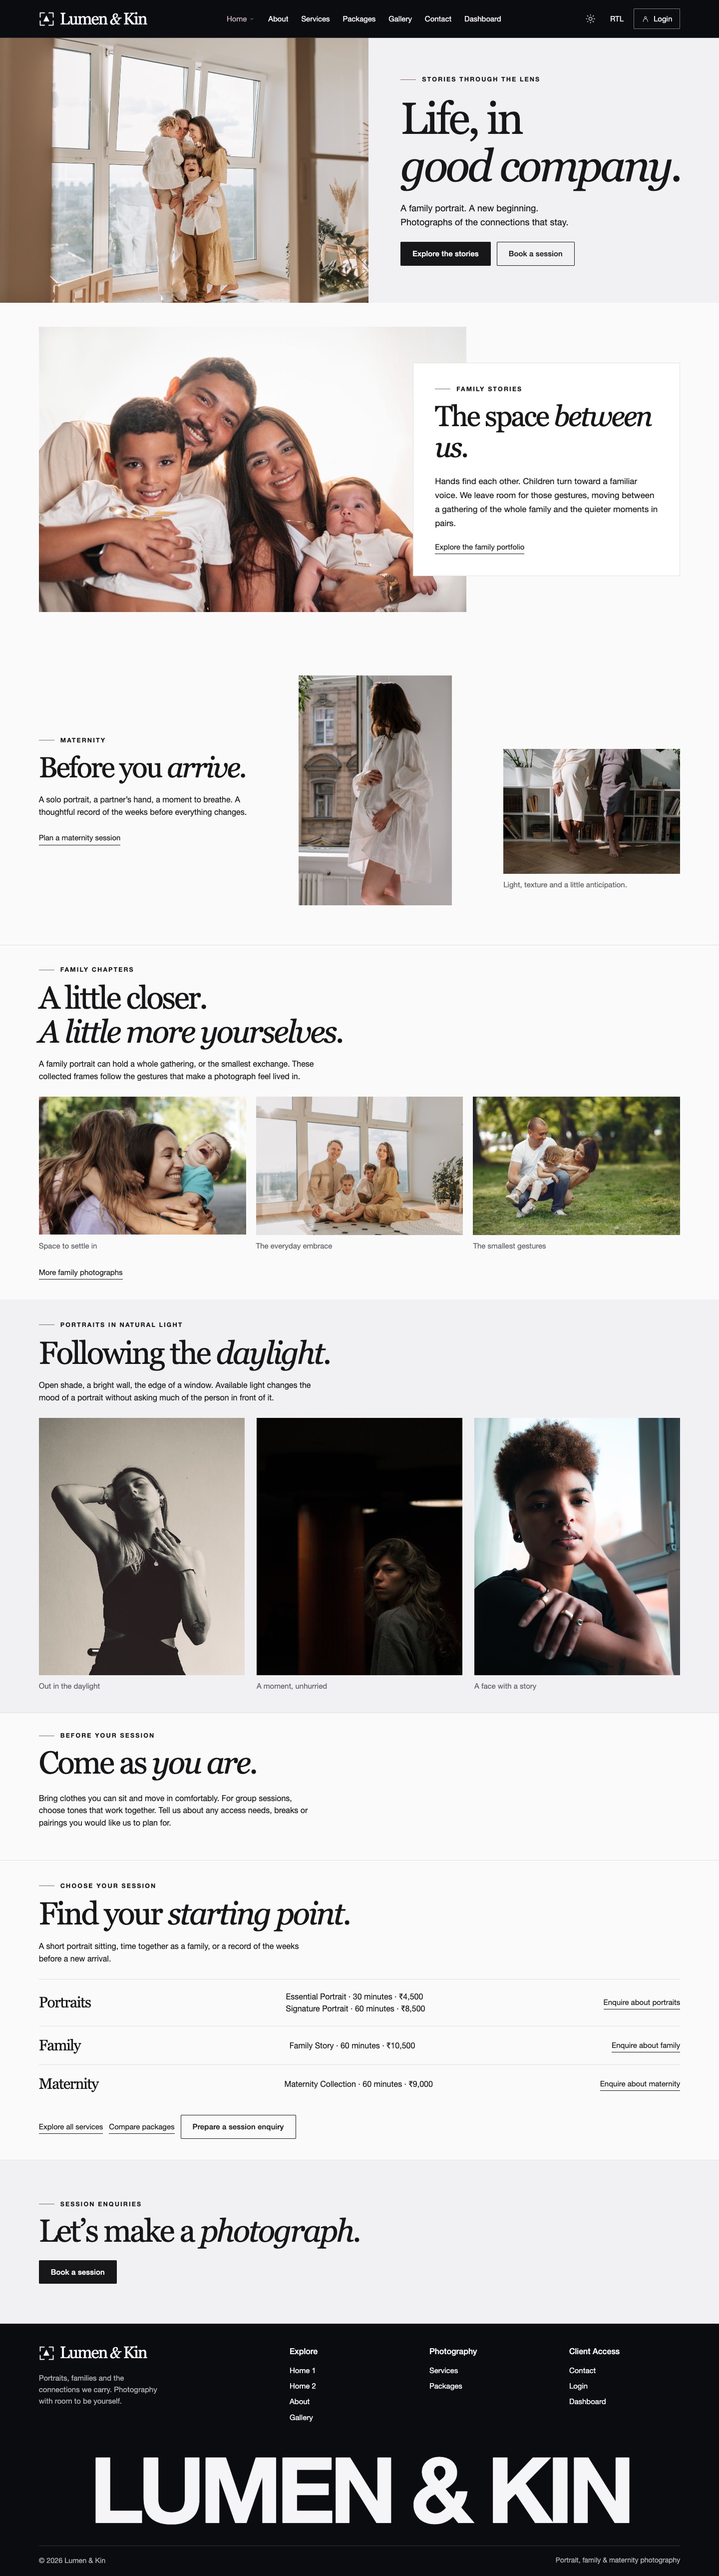 Lumen & Kin
Home
About
Services
Packages
Gallery
Contact
Dashboard
RTL
Login
STORIES THROUGH THE LENS
Life, in
good company.
A family portrait. A new beginning.
Photographs of the connections that stay.
Explore the stories
Book a session
FAMILY STORIES
The space between
us.
Hands find each other. Children turn toward a familiar
voice. We leave room for those gestures, moving between
a gathering of the whole family and the quieter moments in
pairs.
Explore the family portfolio
MATERNITY
Before you arrive.
A solo portrait, a partner’s hand, a moment to breathe. A
thoughtful record of the weeks before everything changes.
Plan a maternity session
Light, texture and a little anticipation.
FAMILY CHAPTERS
A little closer.
A little more yourselves.
A family portrait can hold a whole gathering, or the smallest exchange. These
collected frames follow the gestures that make a photograph feel lived in.
Space to settle in
The everyday embrace
The smallest gestures
More family photographs
PORTRAITS IN NATURAL LIGHT
Following the daylight.
Open shade, a bright wall, the edge of a window. Available light changes the
mood of a portrait without asking much of the person in front of it.
Out in the daylight
A moment, unhurried
A face with a story
BEFORE YOUR SESSION
Come as you are.
Bring clothes you can sit and move in comfortably. For group sessions,
choose tones that work together. Tell us about any access needs, breaks or
pairings you would like us to plan for.
CHOOSE YOUR SESSION
Find your starting point.
A short portrait sitting, time together as a family, or a record of the weeks
before a new arrival.
Portraits
Essential Portrait · 30 minutes · ₹4,500
Signature Portrait · 60 minutes · ₹8,500
Enquire about portraits
Family
Family Story · 60 minutes · ₹10,500
Enquire about family
Maternity
Maternity Collection · 60 minutes · ₹9,000
Enquire about maternity
Explore all services
Compare packages
Prepare a session enquiry
SESSION ENQUIRIES
Let’s make a photograph.
Book a session
Lumen & Kin
Portraits, families and the
connections we carry. Photography
with room to be yourself.
Explore
Home 1
Home 2
About
Gallery
Photography
Services
Packages
Client Access
Contact
Login
Dashboard
LUMEN & KIN
© 2026 Lumen & Kin
Portrait, family & maternity photography